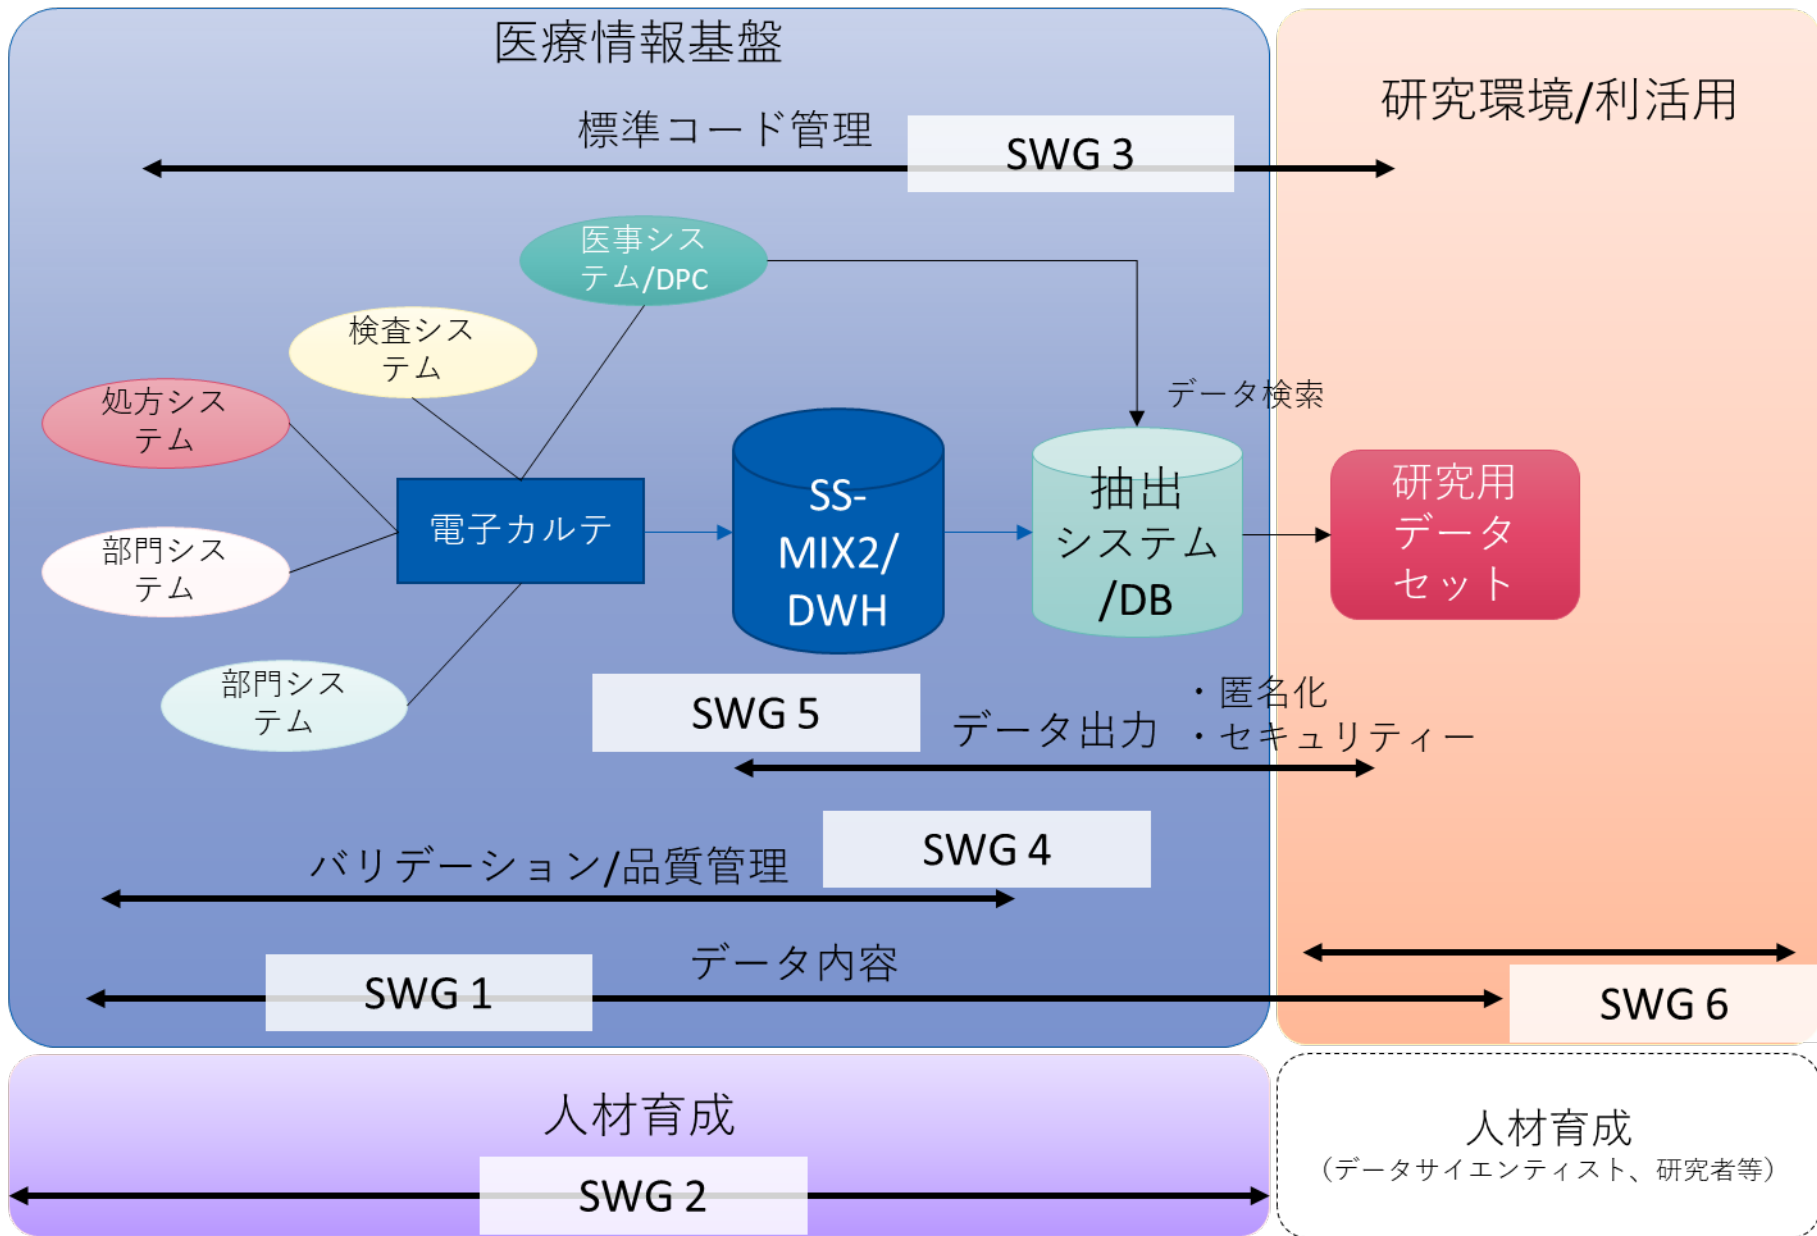 医療情報基盤
研究環境/利活用
標準コード管理
SWG 3
医事シス
テム/DPC
検査シス
テム
処方シス
テム
データ検索
電子カルテ
SS-
MIX2/
DWH
抽出
システム
/DB
研究用
データ
セット
部門シス
テム
部門シス
テム
SWG 5
データ出力
・匿名化
・セキュリティー
SWG 4
バリデーション/品質管理
データ内容
SWG 1
SWG 6
人材育成
SWG 2
人材育成
（データサイエンティスト、研究者等）